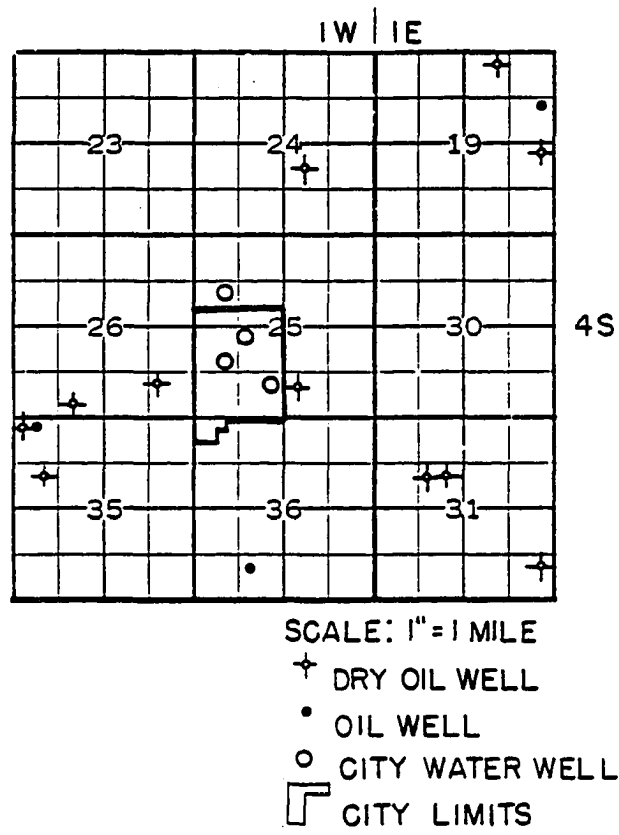 1W | 1E
23 24 19
26 25 30 4S
35 36 31
SCALE: 1" = 1 MILE
DRY OIL WELL
OIL WELL
CITY WATER WELL
CITY LIMITS